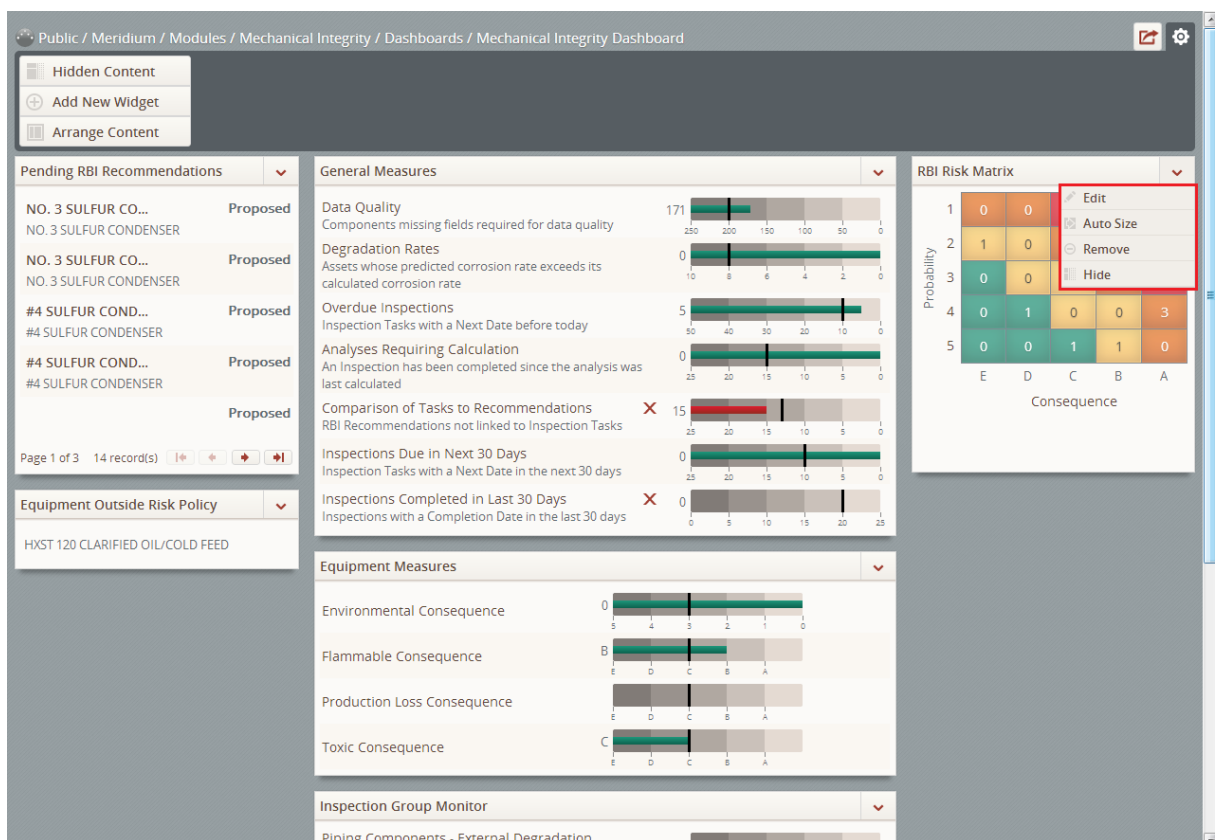 Public / Meridium / Modules / Mechanical Integrity / Dashboards / Mechanical Integrity Dashboard
Hidden Content
Add New Widget
Arrange Content
Pending RBI Recommendations
NO. 3 SULFUR CO... Proposed
NO. 3 SULFUR CONDENSER
NO. 3 SULFUR CO... Proposed
NO. 3 SULFUR CONDENSER
#4 SULFUR COND... Proposed
#4 SULFUR CONDENSER
#4 SULFUR COND... Proposed
#4 SULFUR CONDENSER
Proposed
Page 1 of 3 14 record(s)
Equipment Outside Risk Policy
HXST 120 CLARIFIED OIL/COLD FEED
General Measures
Data Quality 171
Components missing fields required for data quality
250 200 150 100 50 0
Degradation Rates 0
Assets whose predicted corrosion rate exceeds its
calculated corrosion rate
10 8 6 4 2 0
Overdue Inspections 5
Inspection Tasks with a Next Date before today
50 40 30 20 10 0
Analyses Requiring Calculation 0
An Inspection has been completed since the analysis was
last calculated
25 20 15 10 5 0
Comparison of Tasks to Recommendations 15
RBI Recommendations not linked to Inspection Tasks
25 20 15 10 5 0
Inspections Due in Next 30 Days 0
Inspection Tasks with a Next Date in the next 30 days
25 20 15 10 5 0
Inspections Completed in Last 30 Days 0
Inspections with a Completion Date in the last 30 days
0 5 10 15 20 25
Equipment Measures
Environmental Consequence 0
5 4 3 2 1 0
Flammable Consequence B
E D C B A
Production Loss Consequence
E D C B A
Toxic Consequence C
E D C B A
Inspection Group Monitor
Piping Components - External Degradation
RBI Risk Matrix
Edit
Auto Size
Remove
Hide
Probability
1 0 0
2 1 0
3 0 0
4 0 1 0 0 3
5 0 0 1 1 0
E D C B A
Consequence